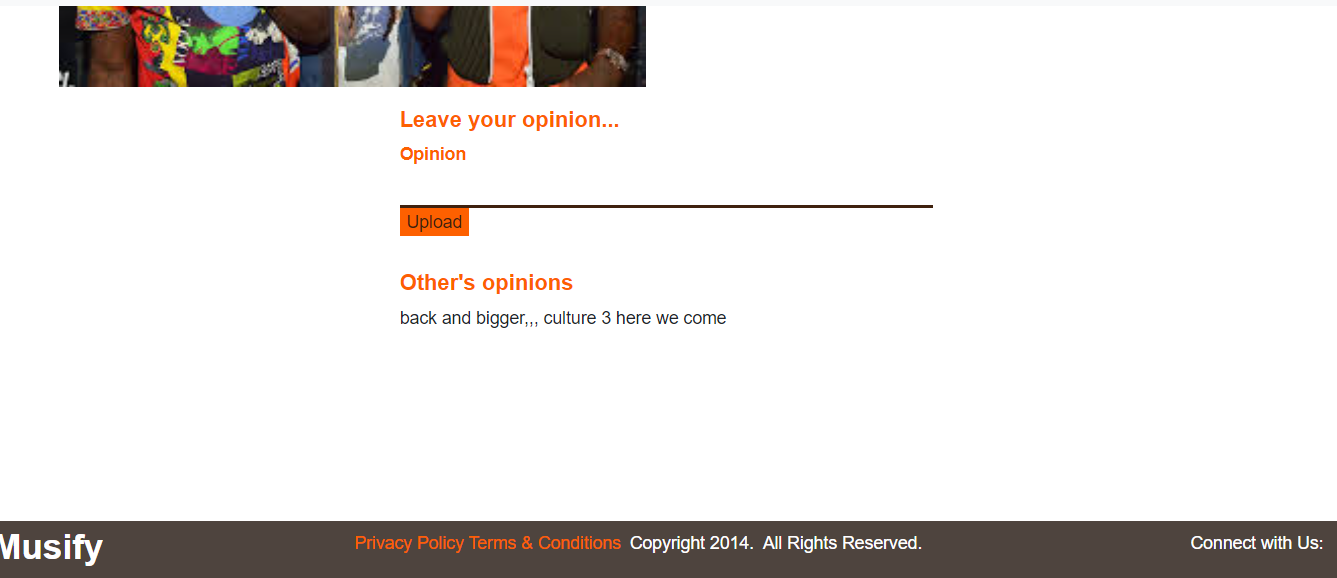 Leave your opinion...
Opinion
Upload
Other's opinions
back and bigger,,, culture 3 here we come
Musify
Privacy Policy Terms & Conditions Copyright 2014. All Rights Reserved.
Connect with Us: